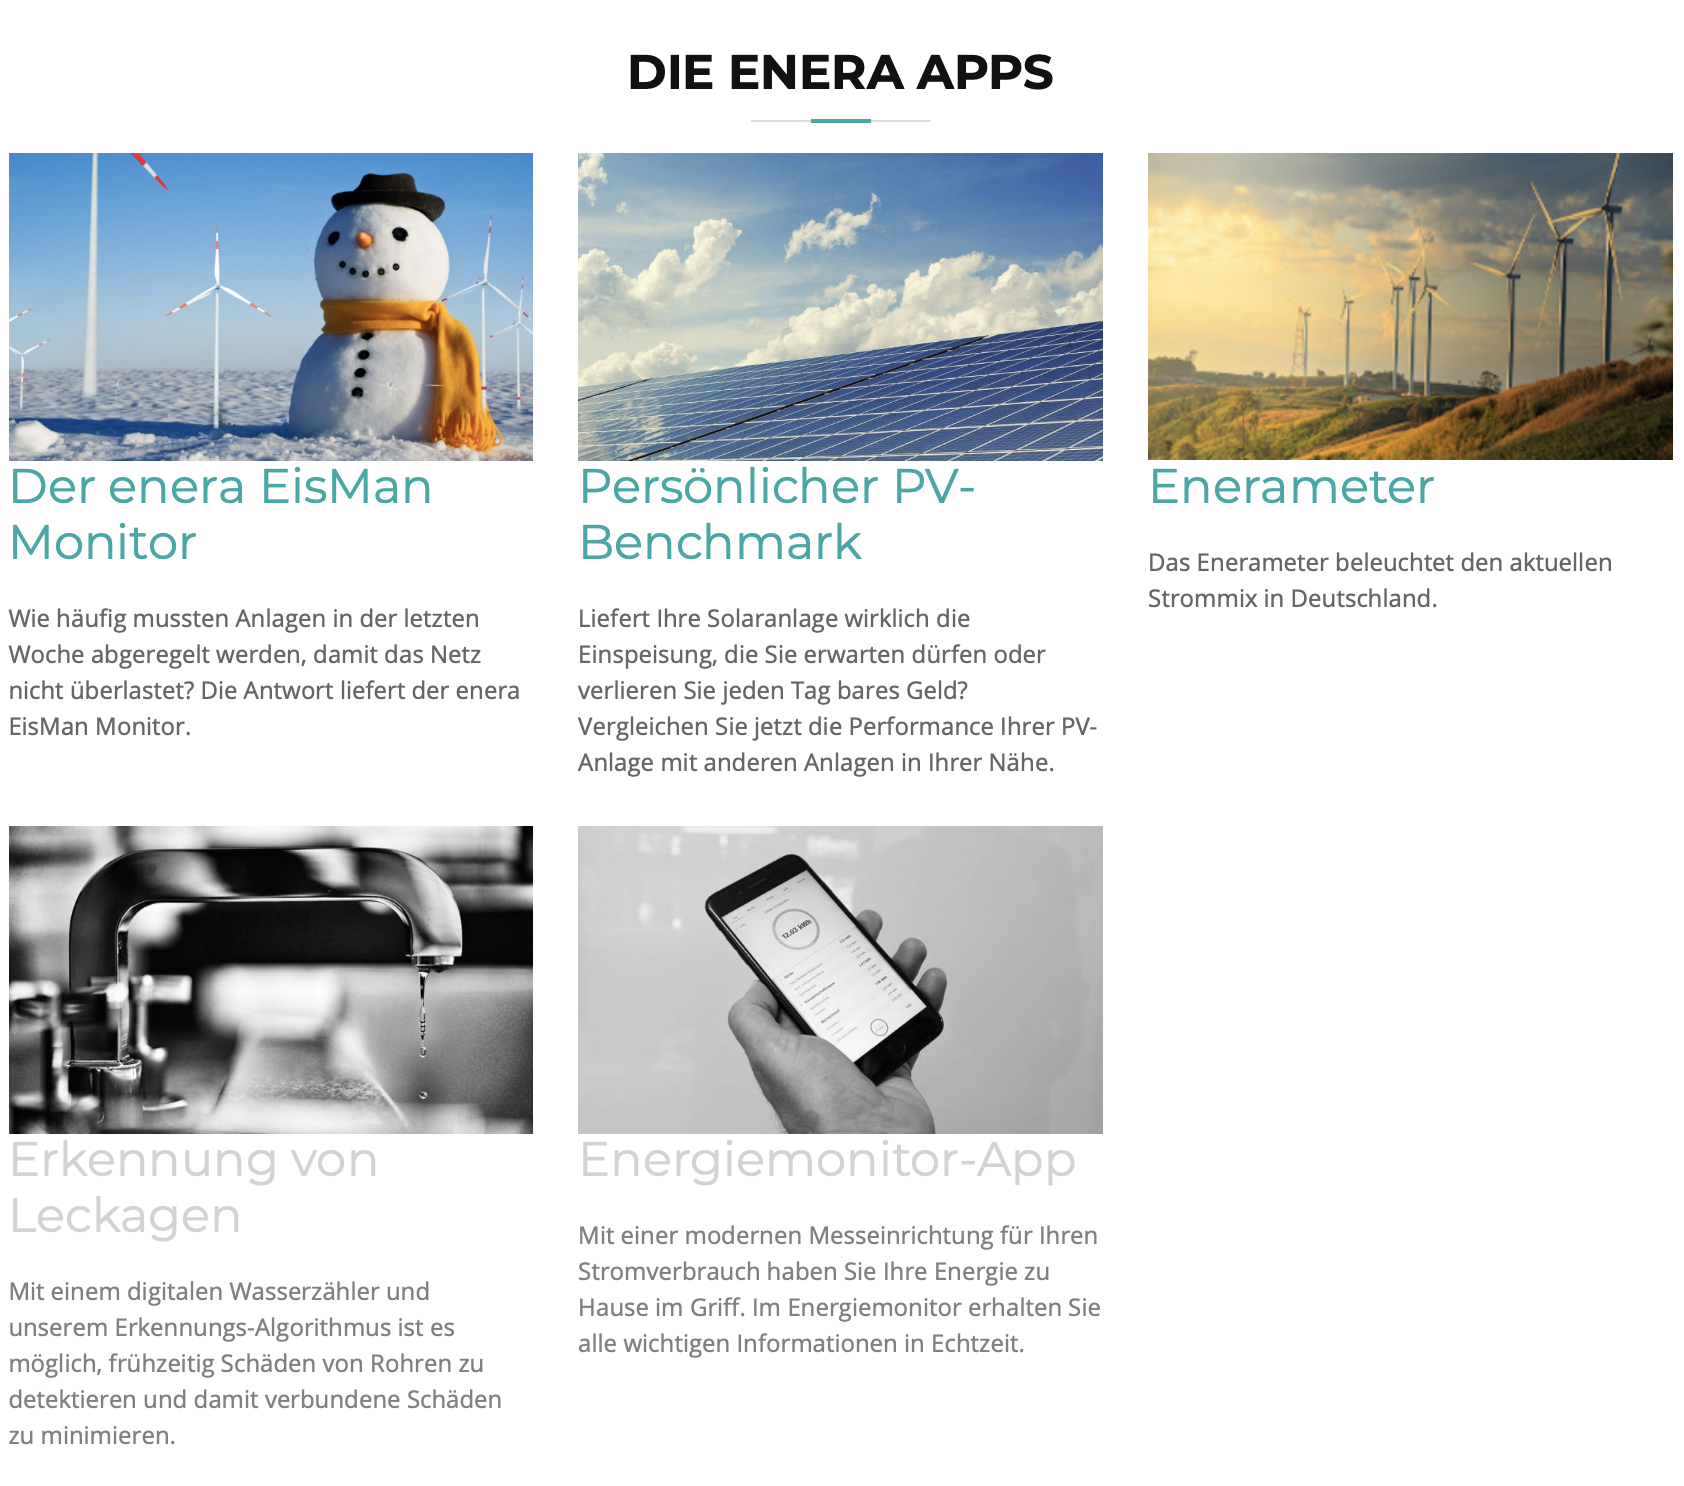 DIE ENERA APPS
Der enera EisMan
Monitor
Wie häufig mussten Anlagen in der letzten
Woche abgeregelt werden, damit das Netz
nicht überlastet? Die Antwort liefert der enera
EisMan Monitor.
Persönlicher PV-
Benchmark
Liefert Ihre Solaranlage wirklich die
Einspeisung, die Sie erwarten dürfen oder
verlieren Sie jeden Tag bares Geld?
Vergleichen Sie jetzt die Performance Ihrer PV-
Anlage mit anderen Anlagen in Ihrer Nähe.
Enerameter
Das Enerameter beleuchtet den aktuellen
Strommix in Deutschland.
Erkennung von
Leckagen
Mit einem digitalen Wasserzähler und
unserem Erkennungs-Algorithmus ist es
möglich, frühzeitig Schäden von Rohren zu
detektieren und damit verbundene Schäden
zu minimieren.
12.03 kWh
Energiemonitor-App
Mit einer modernen Messeinrichtung für Ihren
Stromverbrauch haben Sie Ihre Energie zu
Hause im Griff. Im Energiemonitor erhalten Sie
alle wichtigen Informationen in Echtzeit.